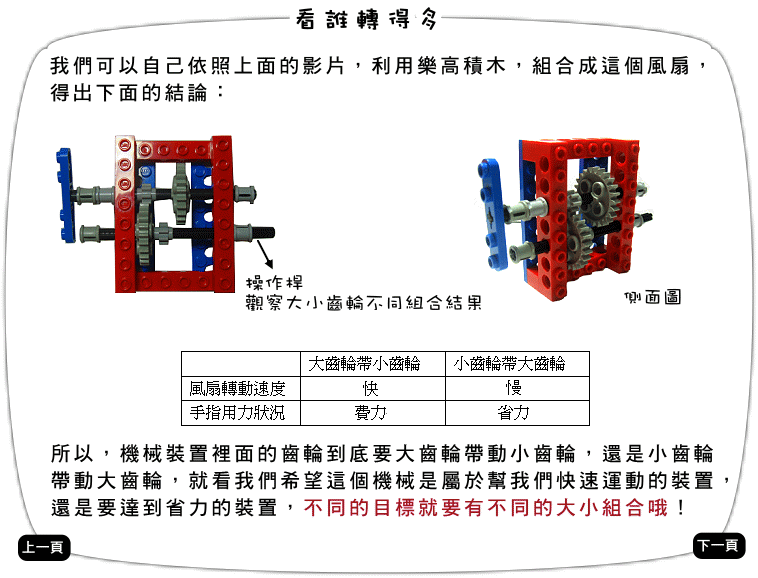 看誰轉得多
我們可以自己依照上面的影片，利用樂高積木，組合成這個風扇，
得出下面的結論：
操作桿
觀察大小齒輪不同組合結果
側面圖
大齒輪帶小齒輪 小齒輪帶大齒輪
風扇轉動速度 快 慢
手指用力狀況 費力 省力
所以，機械裝置裡面的齒輪到底要大齒輪帶動小齒輪，還是小齒輪
帶動大齒輪，就看我們希望這個機械是屬於幫我們快速運動的裝置，
還是要達到省力的裝置，不同的目標就要有不同的大小組合哦！
上一頁 下一頁